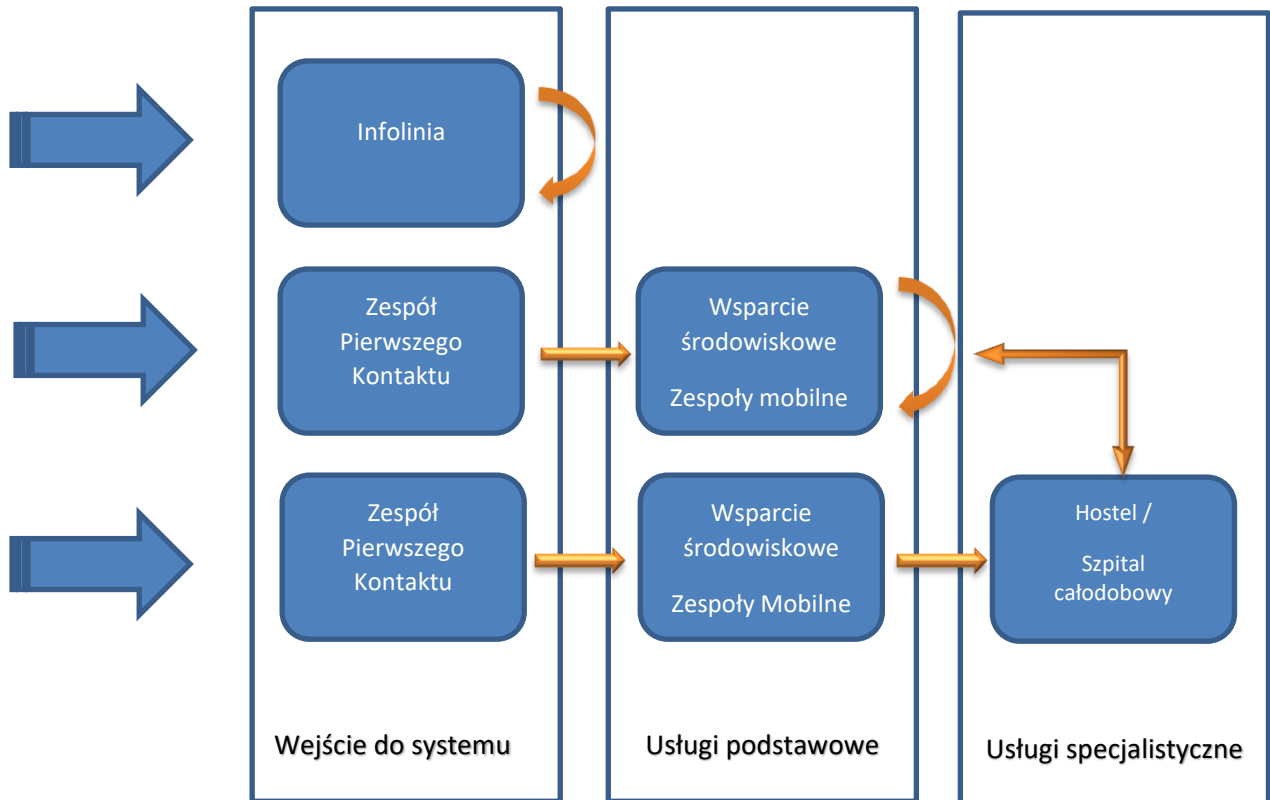 Infolinia
Zespół
Pierwszego
Kontaktu
Wsparcie
środowiskowe
Zespoły mobilne
Zespół
Pierwszego
Kontaktu
Wsparcie
środowiskowe
Zespoły Mobilne
Hostel /
Szpital
całodobowy
Wejście do systemu
Usługi podstawowe
Usługi specjalistyczne